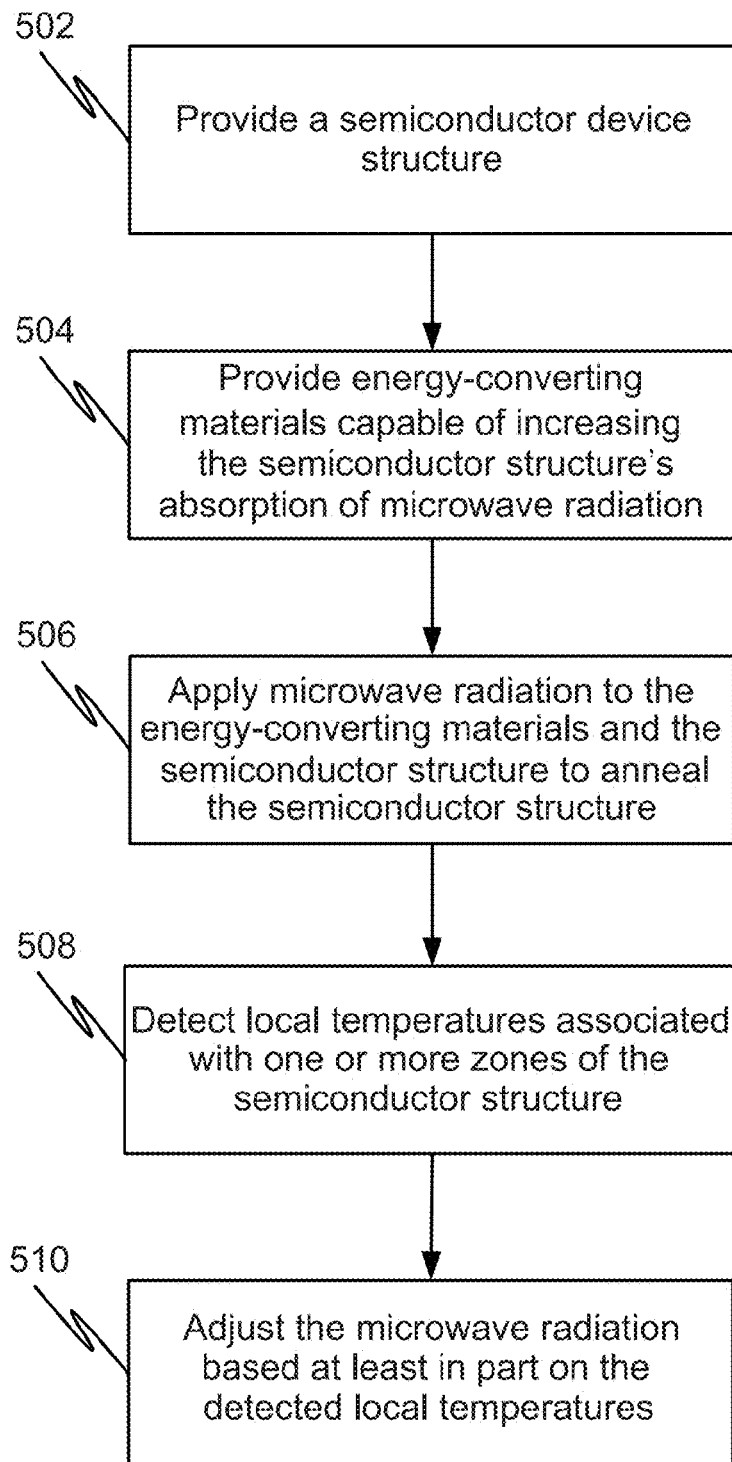 502
Provide a semiconductor device
structure
504
Provide energy-converting
materials capable of increasing
the semiconductor structure's
absorption of microwave radiation
506
Apply microwave radiation to the
energy-converting materials and the
semiconductor structure to anneal
the semiconductor structure
508
Detect local temperatures associated
with one or more zones of the
semiconductor structure
510
Adjust the microwave radiation
based at least in part on the
detected local temperatures